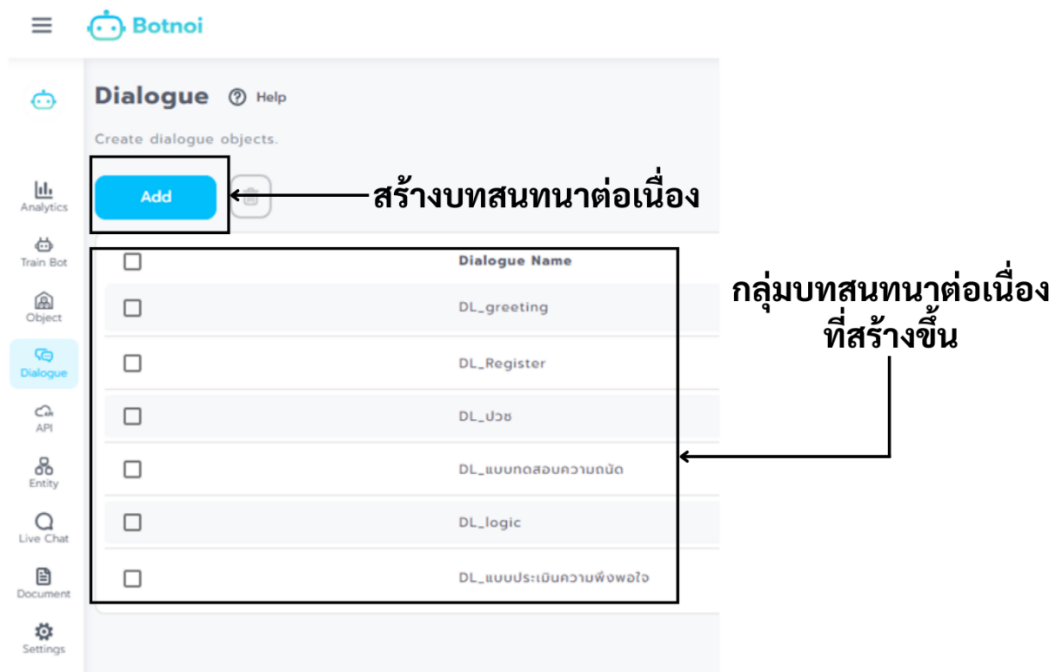 Botnoi
Dialogue Help
Create dialogue objects.
Add
สร้างบทสนทนาต่อเนื่อง
Analytics
Train Bot
Object
Dialogue
API
Entity
Live Chat
Document
Settings
Dialogue Name
DL_greeting
DL_Register
DL_ปวช
DL_แบบทดสอบความถนัด
DL_logic
DL_แบบประเมินความพึงพอใจ
กลุ่มบทสนทนาต่อเนื่อง
ที่สร้างขึ้น